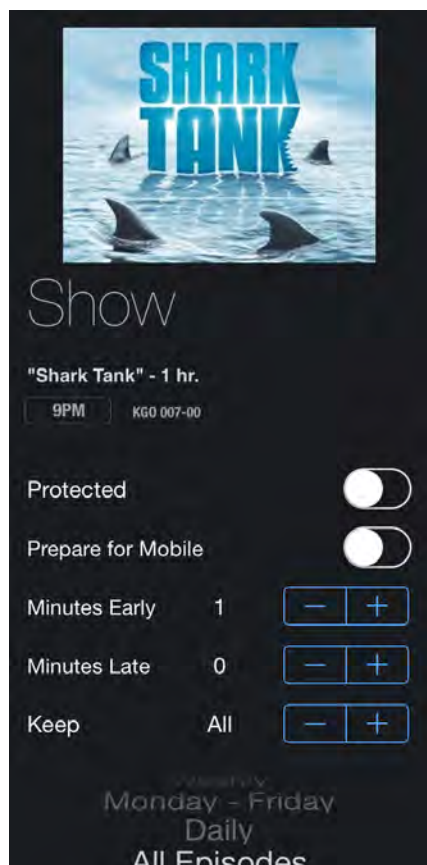 SHARK
TANK
Show
"Shark Tank" - 1 hr.
9PM KGO 007-00
Protected
Prepare for Mobile
Minutes Early 1 − +
Minutes Late 0 − +
Keep All − +
Monday - Friday
Daily
All Episodes